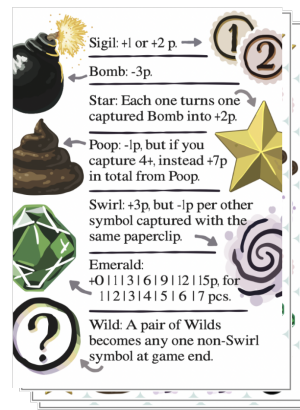 Sigil: +1 or +2 p.
1
2
Bomb: -3p.
Star: Each one turns one
captured Bomb into +2p.
Poop: -1p, but if you
capture 4+, instead +7p
in total from Poop.
Swirl: +3p, but -1p per other
symbol captured with the
same paperclip.
Emerald:
+0|1|3|6|9|12|15p, for
1|2|3|4|5|6|7 pcs.
Wild: A pair of Wilds
becomes any one non-Swirl
symbol at game end.
?